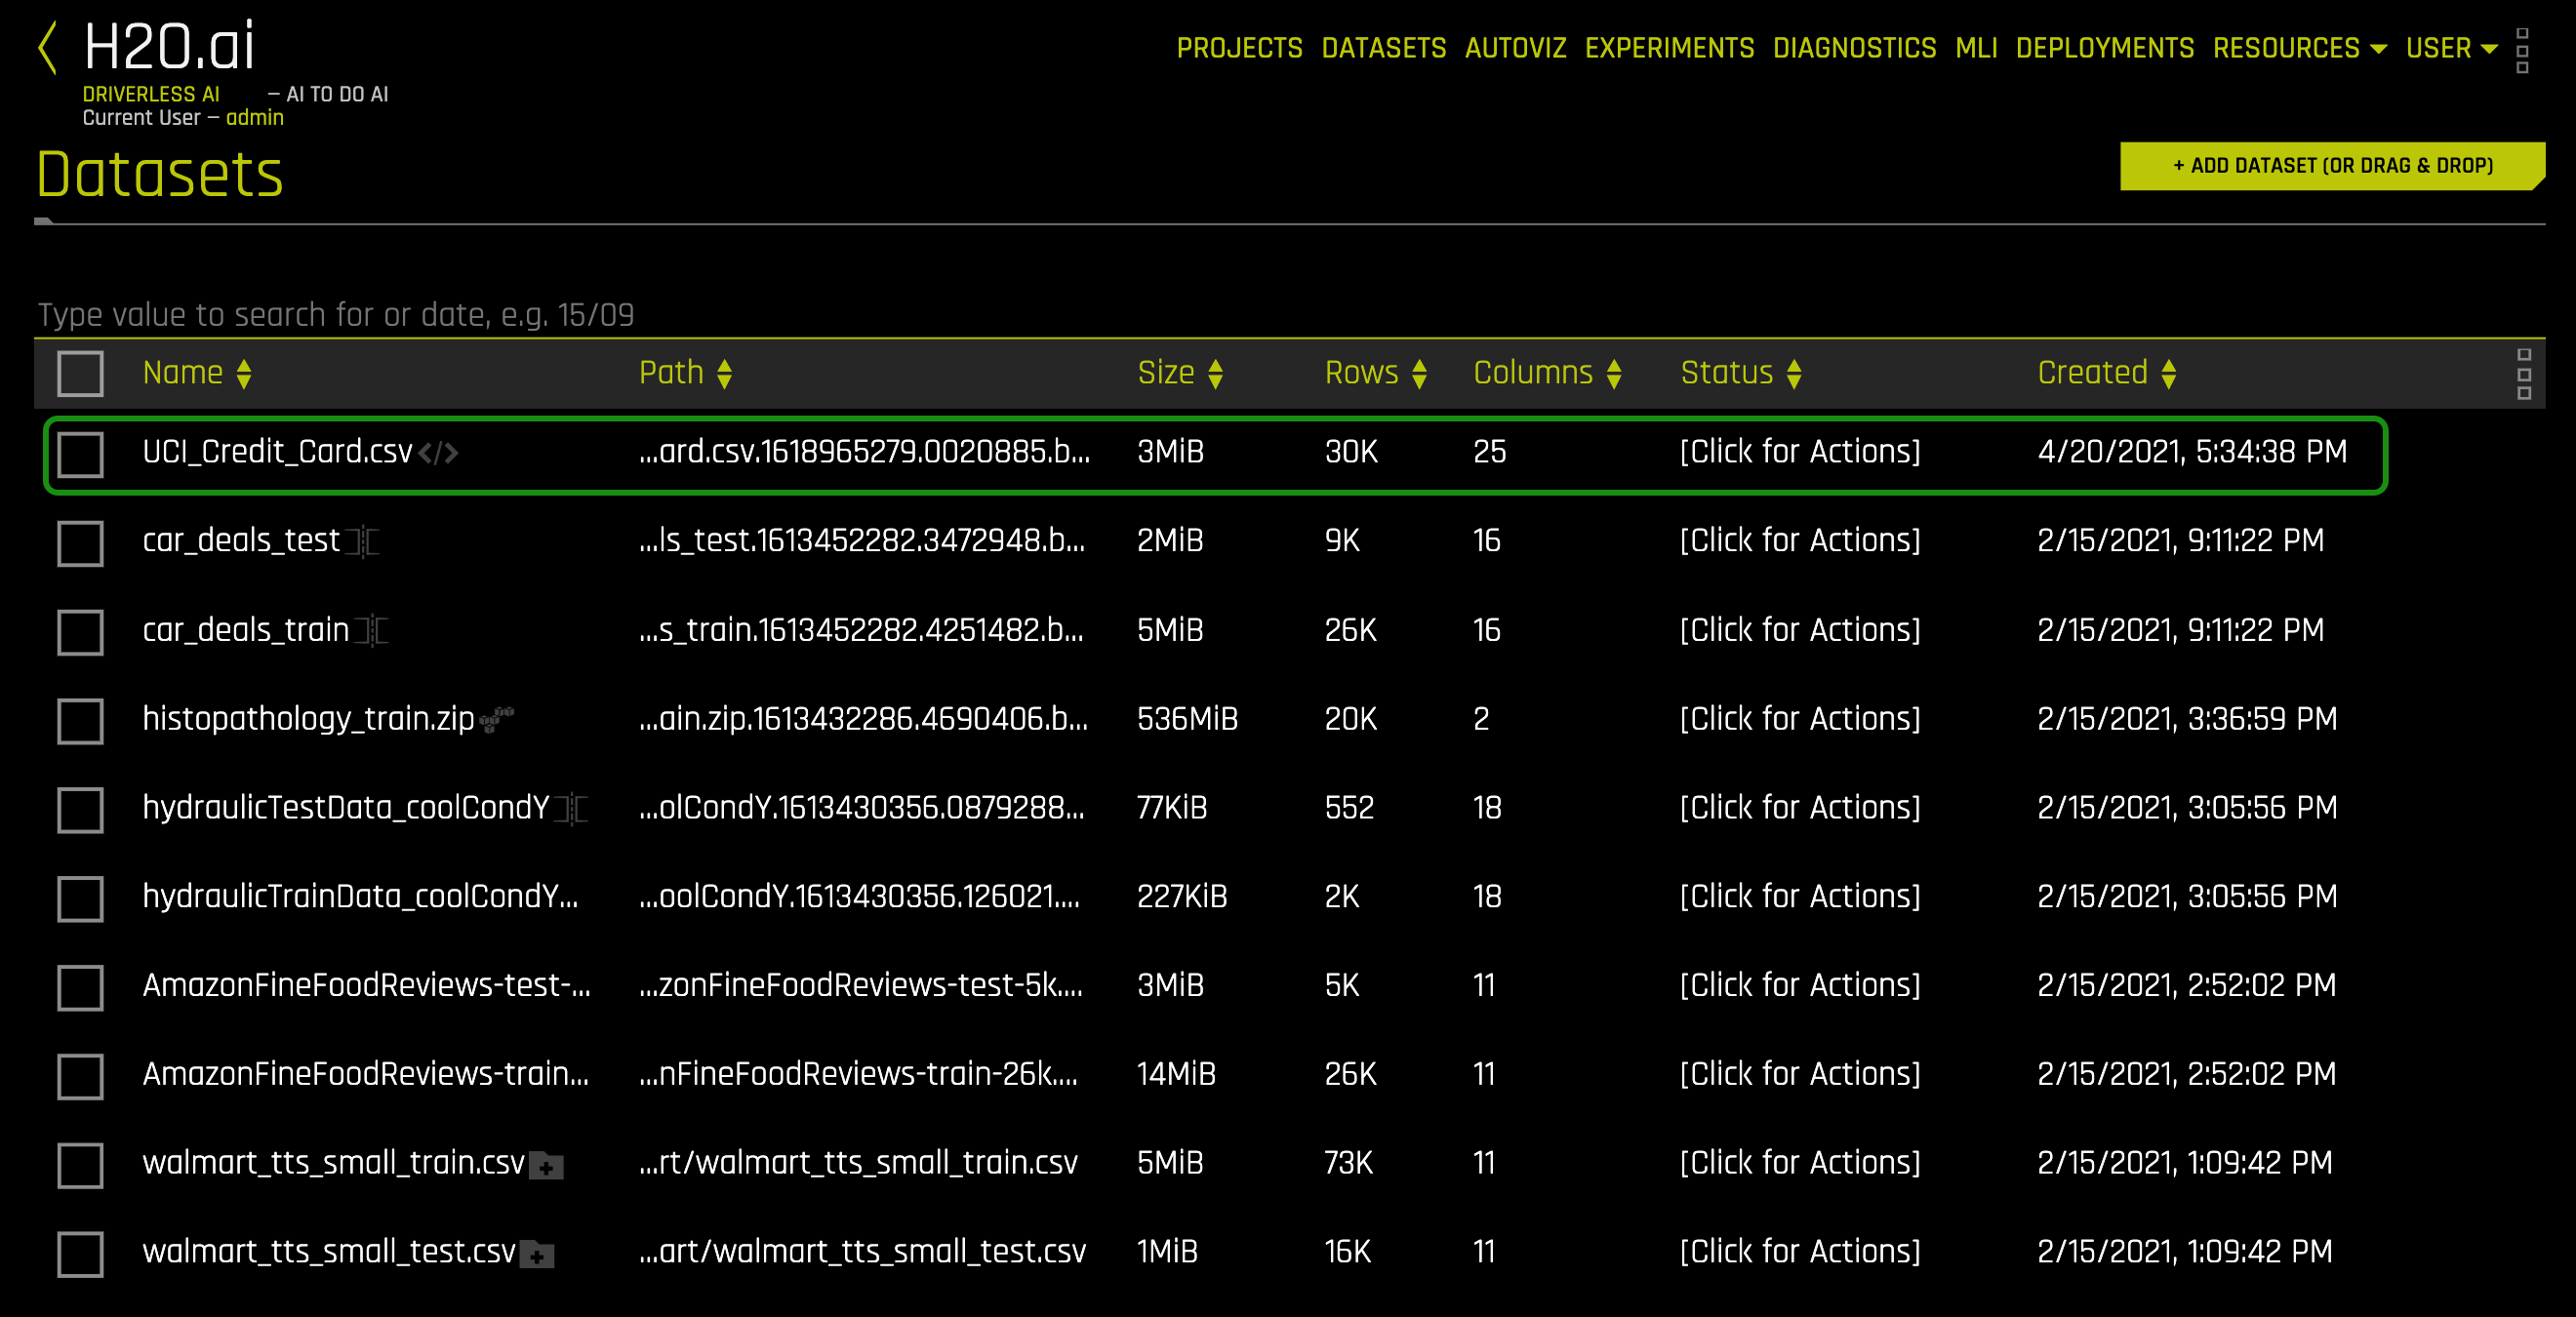 H2O.ai
PROJECTS DATASETS AUTOVIZ EXPERIMENTS DIAGNOSTICS MLI DEPLOYMENTS RESOURCES USER
DRIVERLESS AI — AI TO DO AI
Current User — admin
Datasets
+ ADD DATASET (OR DRAG & DROP)
Type value to search for or date, e.g. 15/09
Name Path Size Rows Columns Status Created
UCI_Credit_Card.csv ...ard.csv.1618965279.0020885.b... 3MiB 30K 25 [Click for Actions] 4/20/2021, 5:34:38 PM
car_deals_test ...ls_test.1613452282.3472948.b... 2MiB 9K 16 [Click for Actions] 2/15/2021, 9:11:22 PM
car_deals_train ...s_train.1613452282.4251482.b... 5MiB 26K 16 [Click for Actions] 2/15/2021, 9:11:22 PM
histopathology_train.zip ...ain.zip.1613432286.4690406.b... 536MiB 20K 2 [Click for Actions] 2/15/2021, 3:36:59 PM
hydraulicTestData_coolCondY ...olCondY.1613430356.0879288... 77KiB 552 18 [Click for Actions] 2/15/2021, 3:05:56 PM
hydraulicTrainData_coolCondY... ...oolCondY.1613430356.126021.... 227KiB 2K 18 [Click for Actions] 2/15/2021, 3:05:56 PM
AmazonFineFoodReviews-test-... ...zonFineFoodReviews-test-5k.... 3MiB 5K 11 [Click for Actions] 2/15/2021, 2:52:02 PM
AmazonFineFoodReviews-train... ...nFineFoodReviews-train-26k.... 14MiB 26K 11 [Click for Actions] 2/15/2021, 2:52:02 PM
walmart_tts_small_train.csv ...rt/walmart_tts_small_train.csv 5MiB 73K 11 [Click for Actions] 2/15/2021, 1:09:42 PM
walmart_tts_small_test.csv ...art/walmart_tts_small_test.csv 1MiB 16K 11 [Click for Actions] 2/15/2021, 1:09:42 PM